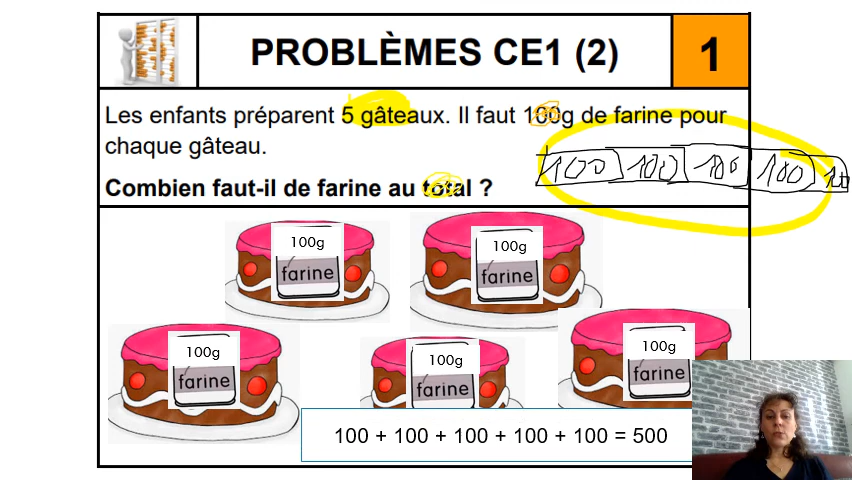 PROBLÈMES CE1 (2)
1
Les enfants préparent 5 gâteaux. Il faut 100g de farine pour
chaque gâteau.
100 100 100 100 100
Combien faut-il de farine au total ?
100g
farine
100g
farine
100g
farine
100g
farine
100g
farine
100 + 100 + 100 + 100 + 100 = 500